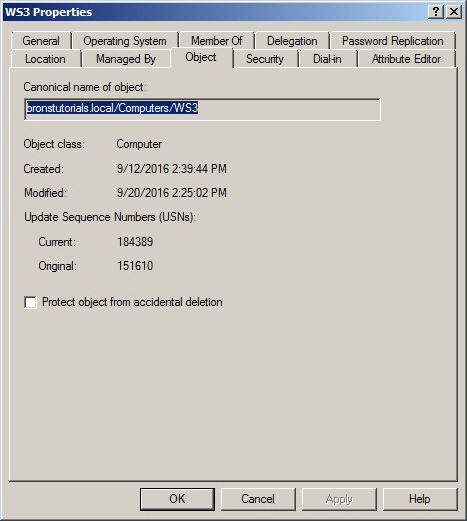 WS3 Properties
General Operating System Member Of Delegation Password Replication
Location Managed By Object Security Dial-in Attribute Editor
Canonical name of object:
bronstutorials.local/Computers/WS3
Object class: Computer
Created: 9/12/2016 2:39:44 PM
Modified: 9/20/2016 2:25:02 PM
Update Sequence Numbers (USNs):
Current: 184389
Original: 151610
Protect object from accidental deletion
OK Cancel Apply Help